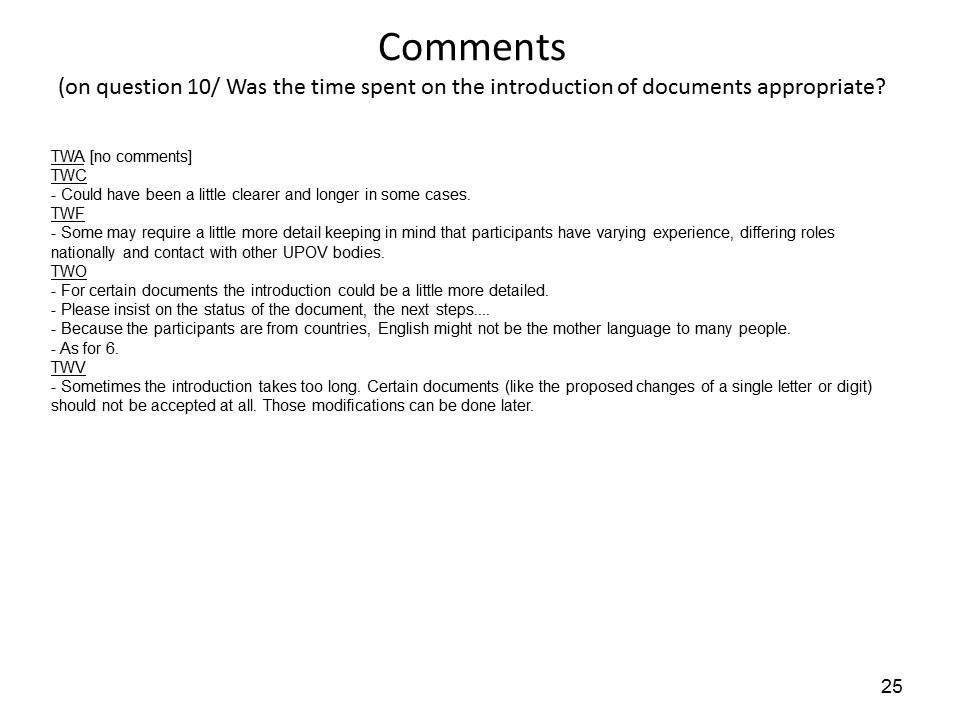 Comments
(on question 10/ Was the time spent on the introduction of documents appropriate?
TWA [no comments]
TWC
- Could have been a little clearer and longer in some cases.
TWF
- Some may require a little more detail keeping in mind that participants have varying experience, differing roles
nationally and contact with other UPOV bodies.
TWO
- For certain documents the introduction could be a little more detailed.
- Please insist on the status of the document, the next steps....
- Because the participants are from countries, English might not be the mother language to many people.
- As for 6.
TWV
- Sometimes the introduction takes too long. Certain documents (like the proposed changes of a single letter or digit)
should not be accepted at all. Those modifications can be done later.
25